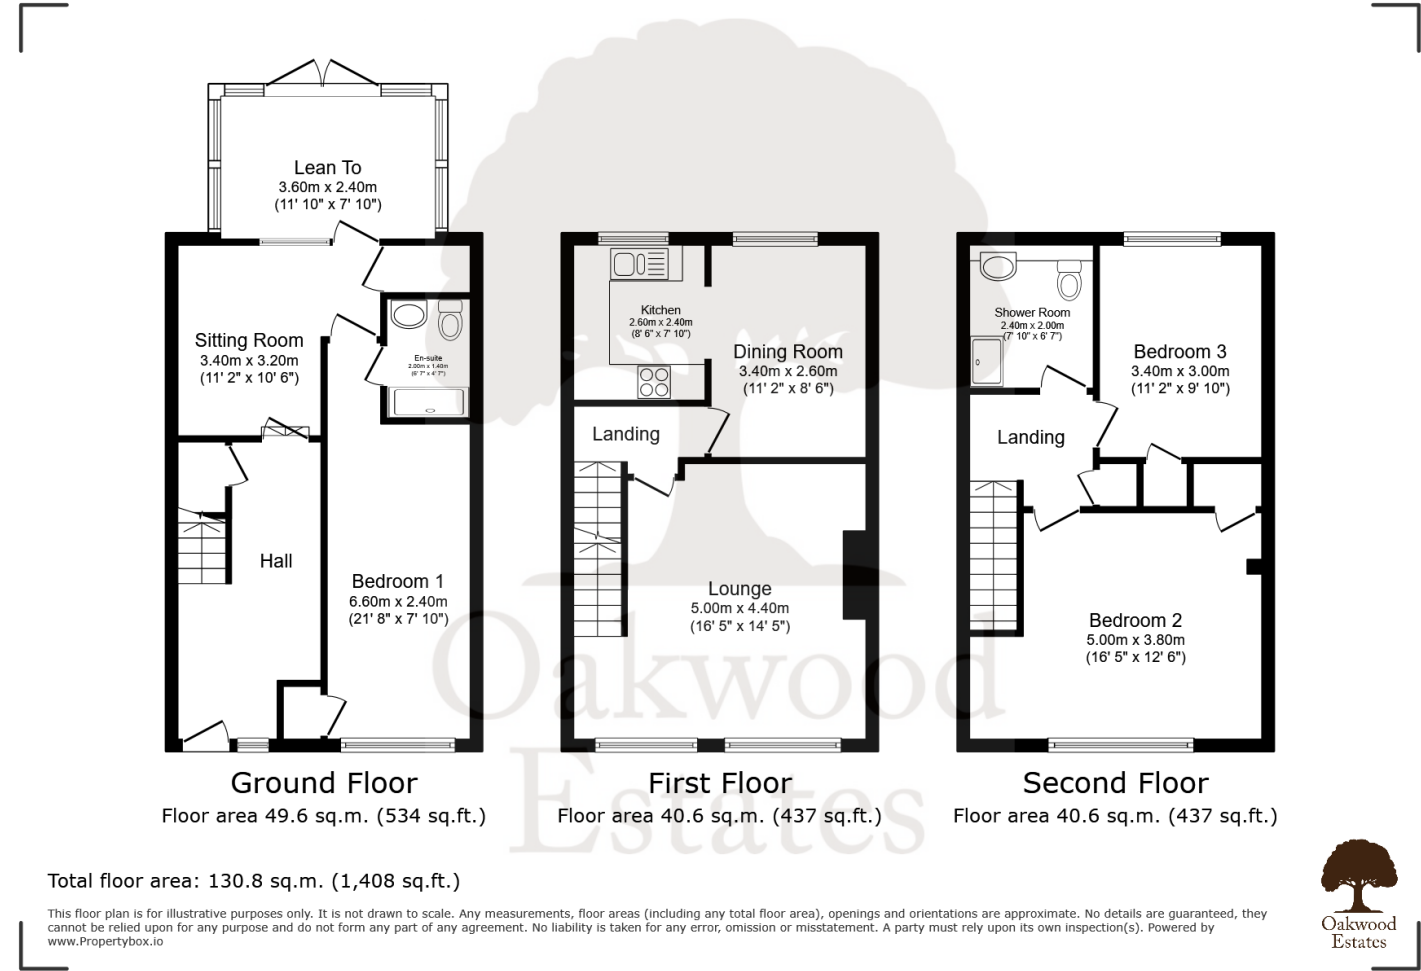 Lean To
3.60m x 2.40m
(11' 10" x 7' 10")
Sitting Room
3.40m x 3.20m
(11' 2" x 10' 6")
En-suite
2.00m x 1.40m
(6' 7" x 4' 7")
Hall
Bedroom 1
6.60m x 2.40m
(21' 8" x 7' 10")
Ground Floor
Floor area 49.6 sq.m. (534 sq.ft.)
Kitchen
2.60m x 2.40m
(8' 6" x 7' 10")
Dining Room
3.40m x 2.60m
(11' 2" x 8' 6")
Landing
Lounge
5.00m x 4.40m
(16' 5" x 14' 5")
First Floor
Floor area 40.6 sq.m. (437 sq.ft.)
Shower Room
2.40m x 2.00m
(7' 10" x 6' 7")
Bedroom 3
3.40m x 3.00m
(11' 2" x 9' 10")
Landing
Bedroom 2
5.00m x 3.80m
(16' 5" x 12' 6")
Second Floor
Floor area 40.6 sq.m. (437 sq.ft.)
Oakwood
Estates
Total floor area: 130.8 sq.m. (1,408 sq.ft.)
This floor plan is for illustrative purposes only. It is not drawn to scale. Any measurements, floor areas (including any total floor area), openings and orientations are approximate. No details are guaranteed, they
cannot be relied upon for any purpose and do not form any part of any agreement. No liability is taken for any error, omission or misstatement. A party must rely upon its own inspection(s). Powered by
www.Propertybox.io
Oakwood
Estates